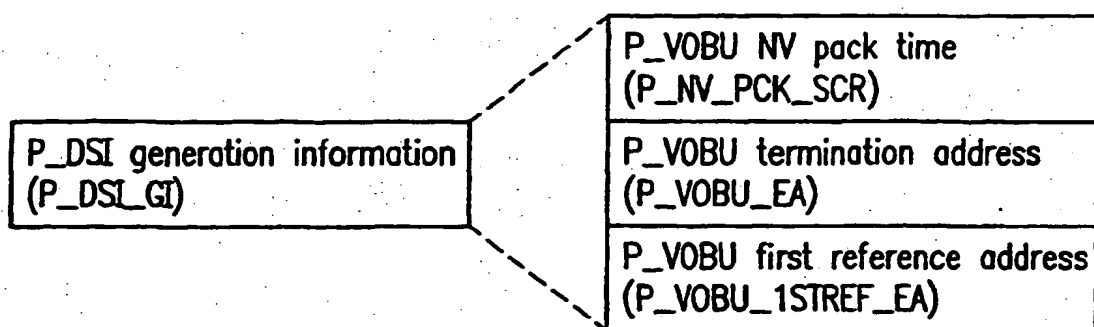 P_DSI generation information
(P_DSI_GI)
P_VOBU NV pack time
(P_NV_PCK_SCR)
P_VOBU termination address
(P_VOBU_EA)
P_VOBU first reference address
(P_VOBU_1STREF_EA)